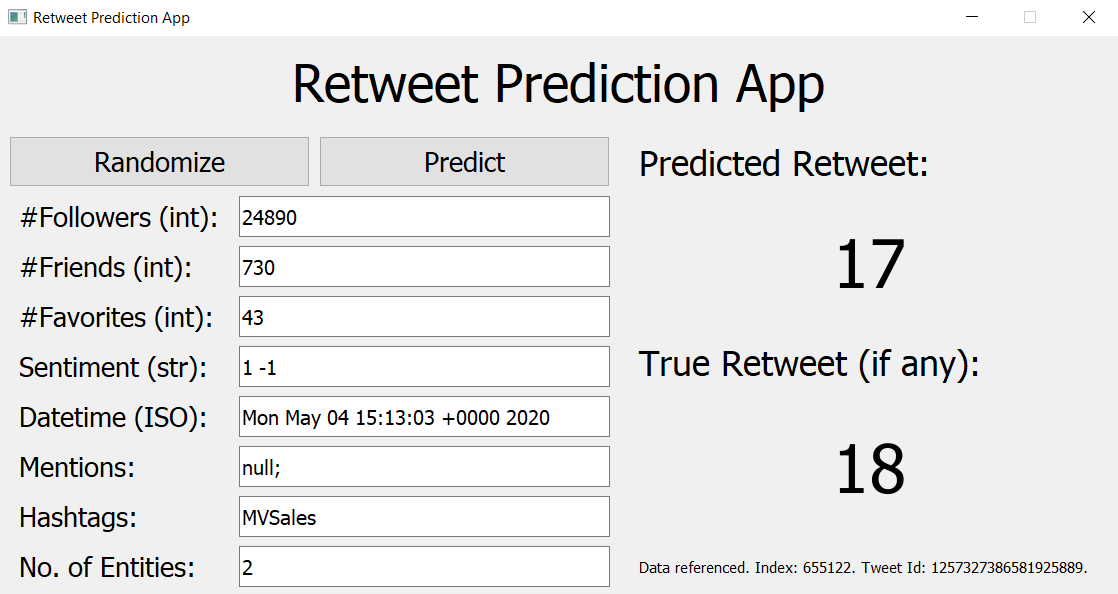 Retweet Prediction App
Retweet Prediction App
Randomize
Predict
#Followers (int):
24890
#Friends (int):
730
#Favorites (int):
43
Sentiment (str):
1 -1
Datetime (ISO):
Mon May 04 15:13:03 +0000 2020
Mentions:
null;
Hashtags:
MVSales
No. of Entities:
2
Predicted Retweet:
17
True Retweet (if any):
18
Data referenced. Index: 655122. Tweet Id: 1257327386581925889.